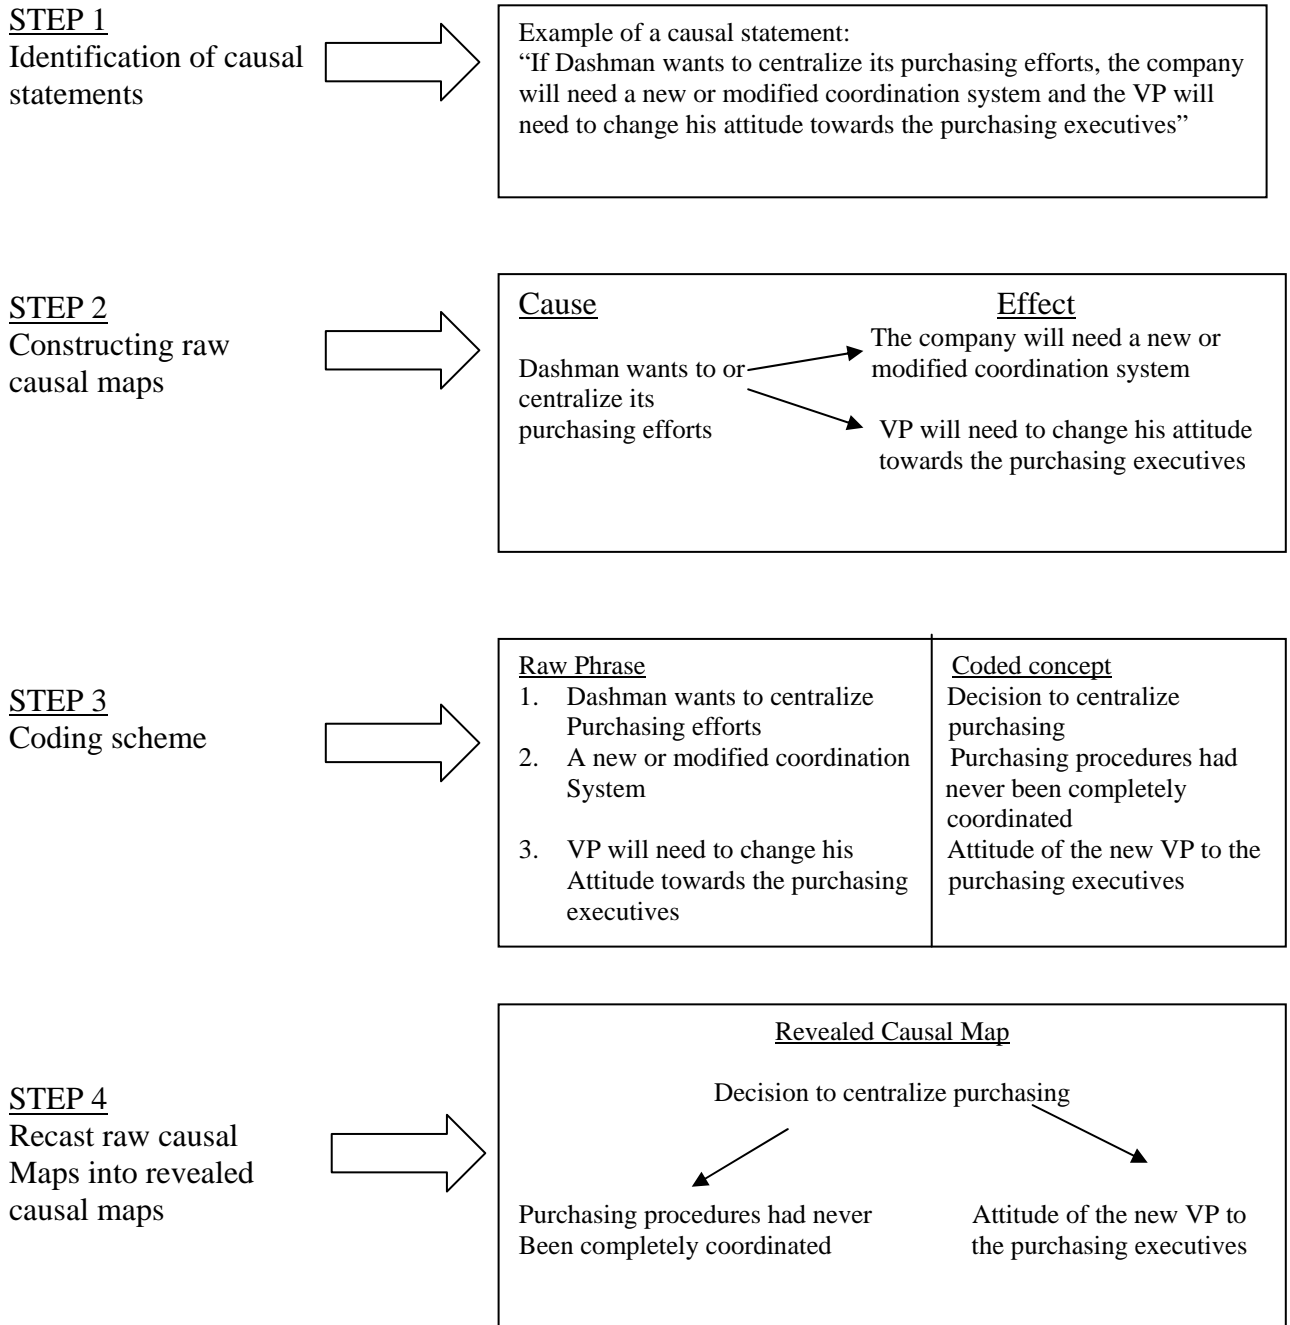 STEP 1
Identification of causal
statements
Example of a causal statement:
“If Dashman wants to centralize its purchasing efforts, the company
will need a new or modified coordination system and the VP will
need to change his attitude towards the purchasing executives”
STEP 2
Constructing raw
causal maps
Cause
Effect
Dashman wants to or
centralize its
purchasing efforts
The company will need a new or
modified coordination system
VP will need to change his attitude
towards the purchasing executives
STEP 3
Coding scheme
Raw Phrase
1. Dashman wants to centralize
Purchasing efforts
2. A new or modified coordination
System
3. VP will need to change his
Attitude towards the purchasing
executives
Coded concept
Decision to centralize
purchasing
Purchasing procedures had
never been completely
coordinated
Attitude of the new VP to the
purchasing executives
STEP 4
Recast raw causal
Maps into revealed
causal maps
Revealed Causal Map
Decision to centralize purchasing
Purchasing procedures had never
Been completely coordinated
Attitude of the new VP to
the purchasing executives